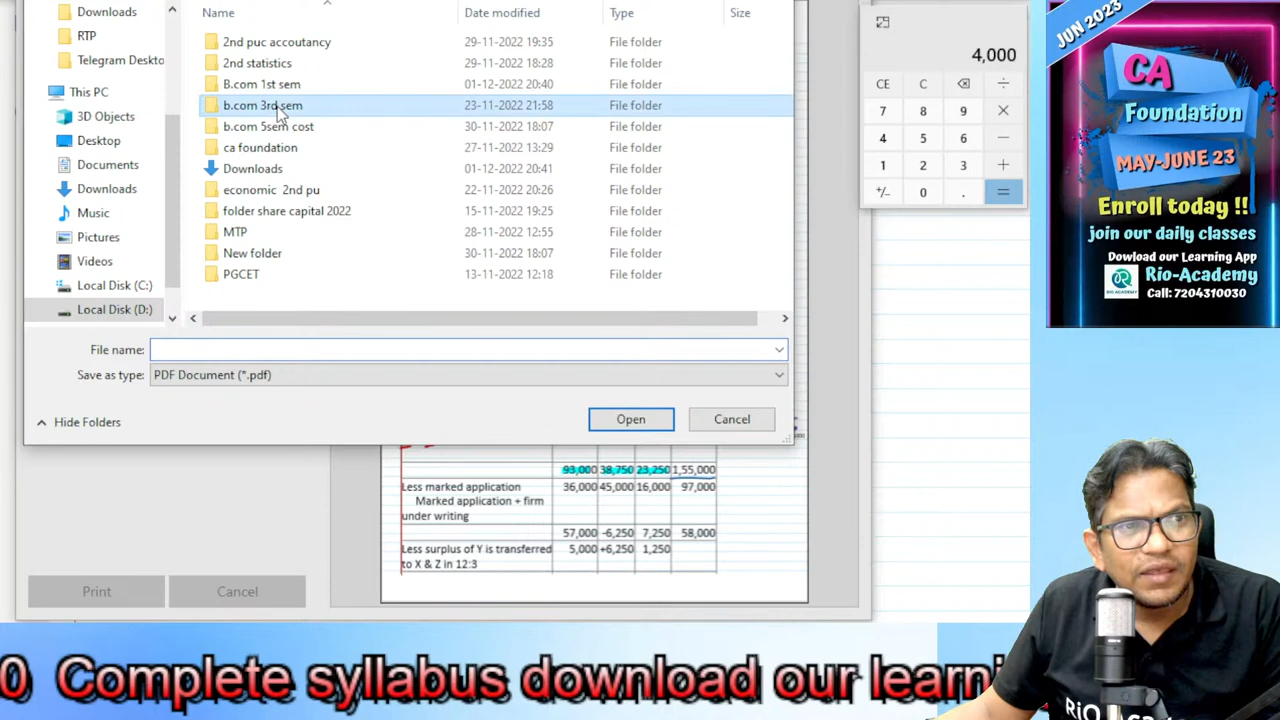 Downloads
RTP
Telegram Deskto
This PC
3D Objects
Desktop
Documents
Downloads
Music
Pictures
Videos
Local Disk (C:)
Local Disk (D:)
Name Date modified Type Size
2nd puc accoutancy 29-11-2022 19:35 File folder
2nd statistics 29-11-2022 18:28 File folder
B.com 1st sem 01-12-2022 20:40 File folder
b.com 3rd sem 23-11-2022 21:58 File folder
b.com 5sem cost 30-11-2022 18:07 File folder
ca foundation 27-11-2022 13:29 File folder
Downloads 01-12-2022 20:41 File folder
economic 2nd pu 22-11-2022 20:26 File folder
folder share capital 2022 15-11-2022 19:25 File folder
MTP 28-11-2022 12:55 File folder
New folder 30-11-2022 18:07 File folder
PGCET 13-11-2022 12:18 File folder
File name:
Save as type: PDF Document (*.pdf)
Hide Folders
Open Cancel
93,000 38,750 23,250 1,55,000
Less marked application 36,000 45,000 16,000 97,000
Marked application + firm
under writing
57,000 -6,250 7,250 58,000
Less surplus of Y is transferred 5,000 +6,250 1,250
to X & Z in 12:3
Print Cancel
4,000
CE C ⌫ ÷
7 8 9 ×
4 5 6 −
1 2 3 +
+/− 0 . =
JUN 2023
CA
Foundation
MAY-JUNE 23
Enroll today !!
join our daily classes
Dowload our Learning App
Rio-Academy
Call: 7204310030
RIO ACADEMY
0 Complete syllabus download our learni